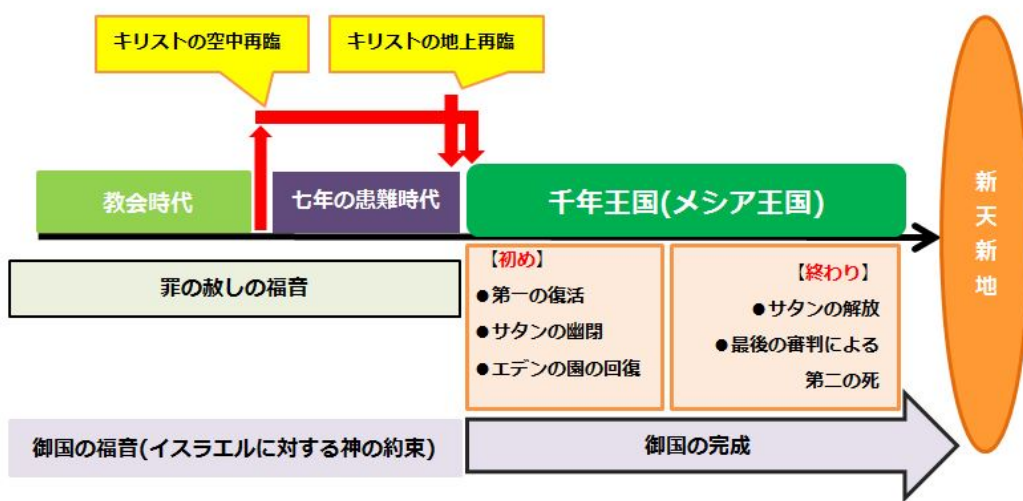 キリストの空中再臨
キリストの地上再臨
教会時代
七年の患難時代
千年王国(メシア王国)
新天新地
罪の赦しの福音
【初め】
●第一の復活
●サタンの幽閉
●エデンの園の回復
【終わり】
●サタンの解放
●最後の審判による
第二の死
御国の福音(イスラエルに対する神の約束)
御国の完成